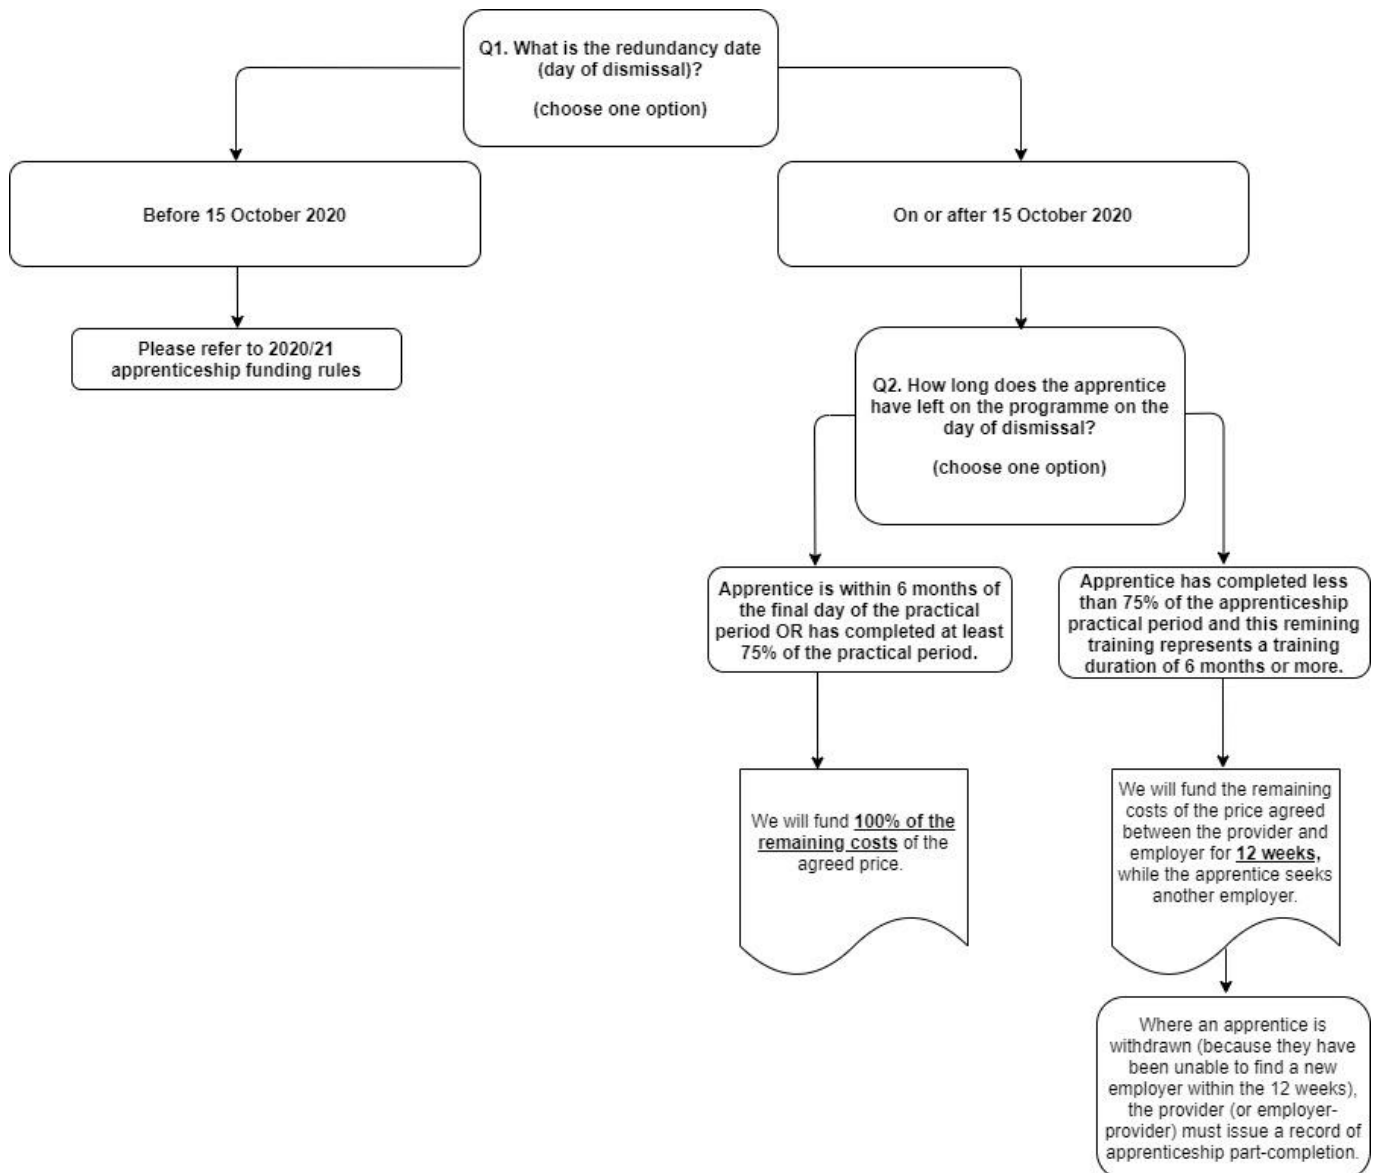 Q1. What is the redundancy date
(day of dismissal)?
(choose one option)
Before 15 October 2020
On or after 15 October 2020
Please refer to 2020/21
apprenticeship funding rules
Q2. How long does the apprentice
have left on the programme on the
day of dismissal?
(choose one option)
Apprentice is within 6 months of
the final day of the practical
period OR has completed at least
75% of the practical period.
Apprentice has completed less
than 75% of the apprenticeship
practical period and this remining
training represents a training
duration of 6 months or more.
We will fund 100% of the
remaining costs of the
agreed price.
We will fund the remaining
costs of the price agreed
between the provider and
employer for 12 weeks,
while the apprentice seeks
another employer.
Where an apprentice is
withdrawn (because they have
been unable to find a new
employer within the 12 weeks),
the provider (or employer-
provider) must issue a record of
apprenticeship part-completion.